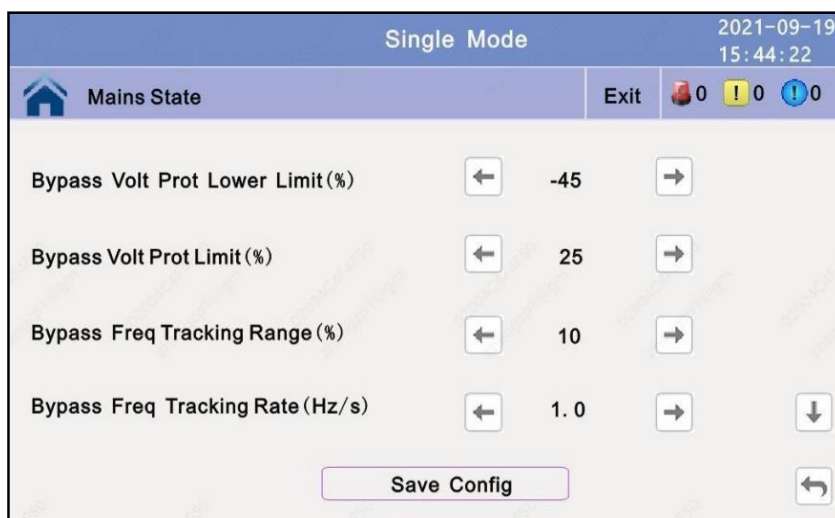 Single Mode
2021-09-19
15:44:22
Mains State
Exit
0
! 0
! 0
Bypass Volt Prot Lower Limit(%)
-45
Bypass Volt Prot Limit(%)
25
Bypass Freq Tracking Range(%)
10
Bypass Freq Tracking Rate(Hz/s)
1.0
Save Config